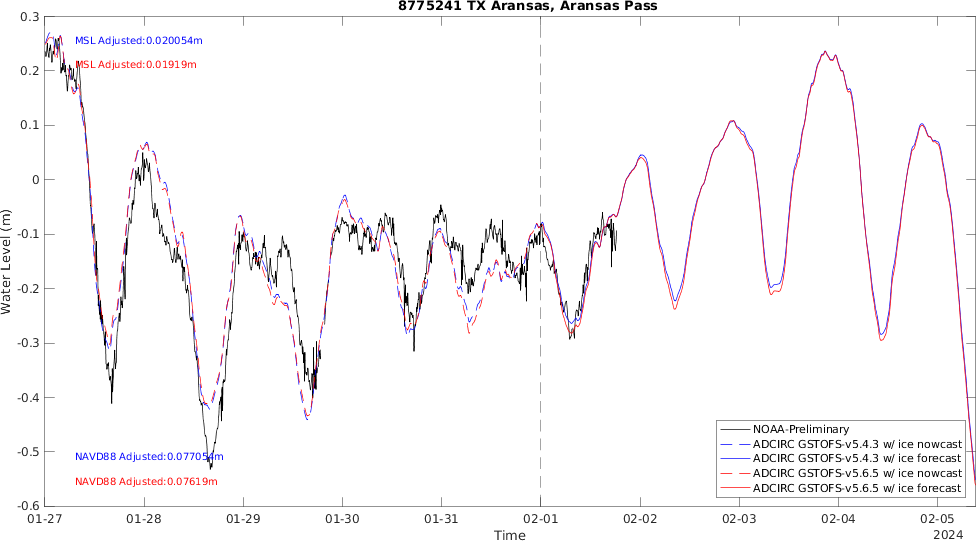 8775241 TX Aransas, Aransas Pass
0.3
0.2
0.1
0
-0.1
-0.2
-0.3
-0.4
-0.5
-0.6
Water Level (m)
MSL Adjusted:0.020054m
MSL Adjusted:0.01919m
NAVD88 Adjusted:0.077054m
NAVD88 Adjusted:0.07619m
NOAA-Preliminary
ADCIRC GSTOFS-v5.4.3 w/ ice nowcast
ADCIRC GSTOFS-v5.4.3 w/ ice forecast
ADCIRC GSTOFS-v5.6.5 w/ ice nowcast
ADCIRC GSTOFS-v5.6.5 w/ ice forecast
01-27 01-28 01-29 01-30 01-31 02-01 02-02 02-03 02-04 02-05
Time
2024